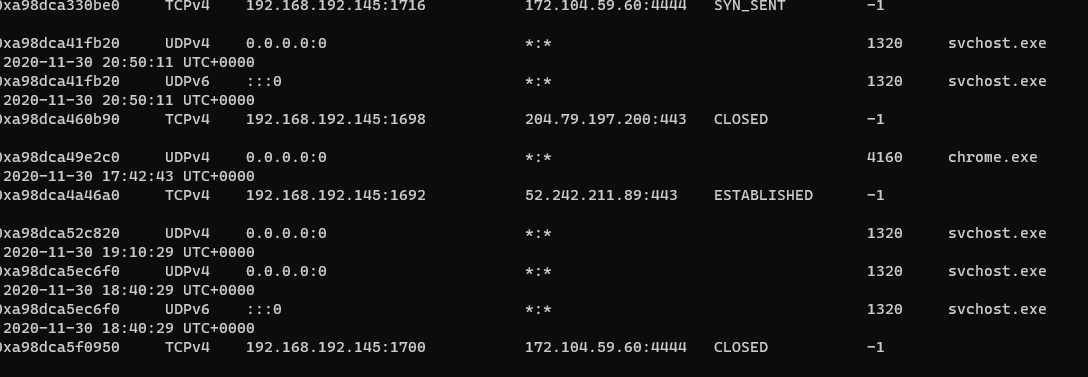 0xa98dca330be0 TCPv4 192.168.192.145:1716 172.104.59.60:4444 SYN_SENT -1
0xa98dca41fb20 UDPv4 0.0.0.0:0 *:* 1320 svchost.exe
2020-11-30 20:50:11 UTC+0000
0xa98dca41fb20 UDPv6 :::0 *:* 1320 svchost.exe
2020-11-30 20:50:11 UTC+0000
0xa98dca460b90 TCPv4 192.168.192.145:1698 204.79.197.200:443 CLOSED -1
0xa98dca49e2c0 UDPv4 0.0.0.0:0 *:* 4160 chrome.exe
2020-11-30 17:42:43 UTC+0000
0xa98dca4a46a0 TCPv4 192.168.192.145:1692 52.242.211.89:443 ESTABLISHED -1
0xa98dca52c820 UDPv4 0.0.0.0:0 *:* 1320 svchost.exe
2020-11-30 19:10:29 UTC+0000
0xa98dca5ec6f0 UDPv4 0.0.0.0:0 *:* 1320 svchost.exe
2020-11-30 18:40:29 UTC+0000
0xa98dca5ec6f0 UDPv6 :::0 *:* 1320 svchost.exe
2020-11-30 18:40:29 UTC+0000
0xa98dca5f0950 TCPv4 192.168.192.145:1700 172.104.59.60:4444 CLOSED -1